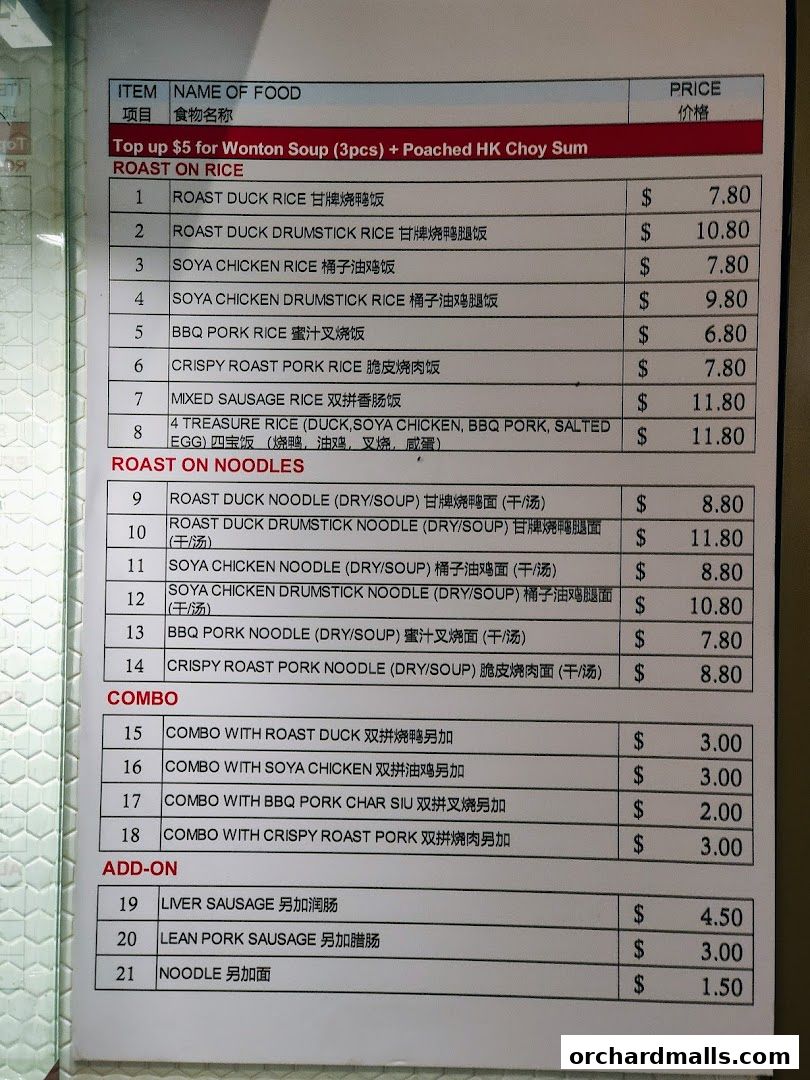 ITEM NAME OF FOOD PRICE
项目 食物名称 价格
Top up $5 for Wonton Soup (3pcs) + Poached HK Choy Sum
ROAST ON RICE
1 ROAST DUCK RICE 甘牌烧鸭饭 $ 7.80
2 ROAST DUCK DRUMSTICK RICE 甘牌烧鸭腿饭 $ 10.80
3 SOYA CHICKEN RICE 桶子油鸡饭 $ 7.80
4 SOYA CHICKEN DRUMSTICK RICE 桶子油鸡腿饭 $ 9.80
5 BBQ PORK RICE 蜜汁叉烧饭 $ 6.80
6 CRISPY ROAST PORK RICE 脆皮烧肉饭 $ 7.80
7 MIXED SAUSAGE RICE 双拼香肠饭 $ 11.80
8 4 TREASURE RICE (DUCK,SOYA CHICKEN, BBQ PORK, SALTED
EGG) 四宝饭 （烧鸭，油鸡，叉烧，咸蛋） $ 11.80
ROAST ON NOODLES
9 ROAST DUCK NOODLE (DRY/SOUP) 甘牌烧鸭面 (干/汤) $ 8.80
10 ROAST DUCK DRUMSTICK NOODLE (DRY/SOUP) 甘牌烧鸭腿面
(干/汤) $ 11.80
11 SOYA CHICKEN NOODLE (DRY/SOUP) 桶子油鸡面 (干/汤) $ 8.80
12 SOYA CHICKEN DRUMSTICK NOODLE (DRY/SOUP) 桶子油鸡腿面
(干/汤) $ 10.80
13 BBQ PORK NOODLE (DRY/SOUP) 蜜汁叉烧面 (干/汤) $ 7.80
14 CRISPY ROAST PORK NOODLE (DRY/SOUP) 脆皮烧肉面 (干/汤) $ 8.80
COMBO
15 COMBO WITH ROAST DUCK 双拼烧鸭另加 $ 3.00
16 COMBO WITH SOYA CHICKEN 双拼油鸡另加 $ 3.00
17 COMBO WITH BBQ PORK CHAR SIU 双拼叉烧另加 $ 2.00
18 COMBO WITH CRISPY ROAST PORK 双拼烧肉另加 $ 3.00
ADD-ON
19 LIVER SAUSAGE 另加润肠 $ 4.50
20 LEAN PORK SAUSAGE 另加腊肠 $ 3.00
21 NOODLE 另加面 $ 1.50
orchardmalls.com